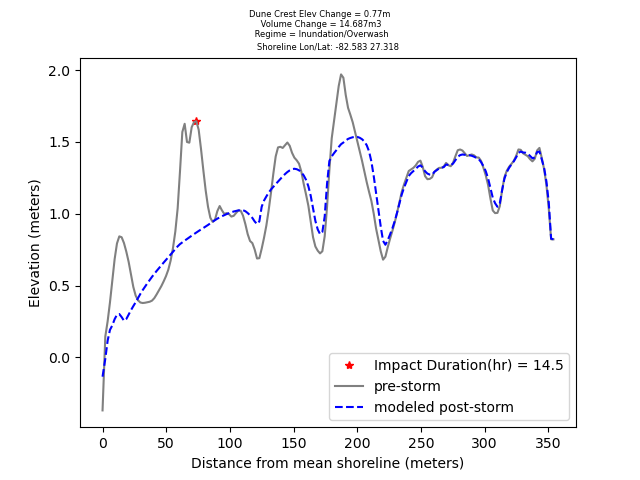 Dune Crest Elev Change = 0.77m
Volume Change = 14.687m3
Regime = Inundation/Overwash
Shoreline Lon/Lat: -82.583 27.318
2.0
1.5
1.0
0.5
0.0
Elevation (meters)
Impact Duration(hr) = 14.5
pre-storm
modeled post-storm
0 50 100 150 200 250 300 350
Distance from mean shoreline (meters)